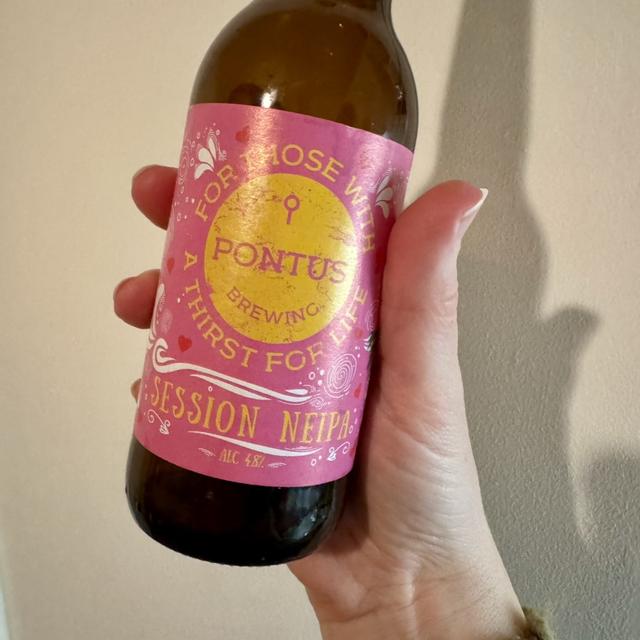 FOR THOSE WITH
PONTUS
BREWING
A THIRST FOR LIFE
SESSION NEIPA
ALC 4.8%